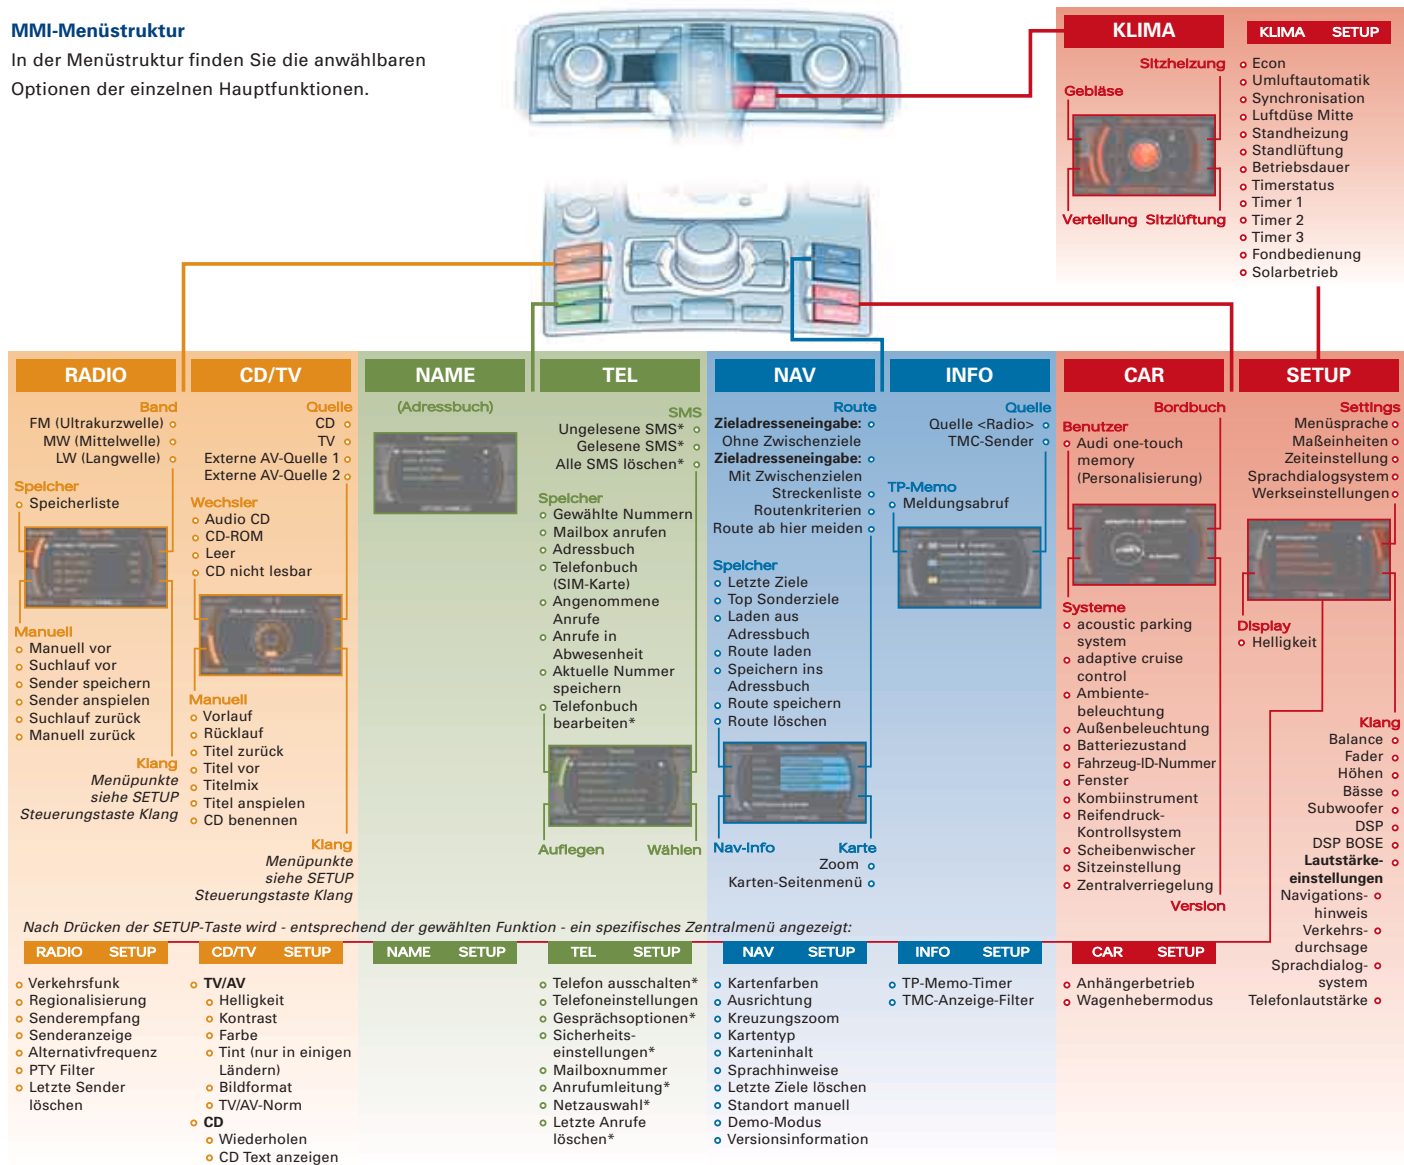 MMI-Menüstruktur
In der Menüstruktur finden Sie die anwählbaren
Optionen der einzelnen Hauptfunktionen.
KLIMA
Sitzheizung
Gebläse
Verteilung Sitzlüftung
KLIMA SETUP
Econ
Umluftautomatik
Synchronisation
Luftdüse Mitte
Standheizung
Standlüftung
Betriebsdauer
Timerstatus
Timer 1
Timer 2
Timer 3
Fondbedienung
Solarbetrieb
RADIO
Band
FM (Ultrakurzwelle)
MW (Mittelwelle)
LW (Langwelle)
Speicher
Speicherliste
Manuell
Manuell vor
Suchlauf vor
Sender speichern
Sender anspielen
Suchlauf zurück
Manuell zurück
Klang
Menüpunkte
siehe SETUP
Steuerungstaste Klang
CD/TV
Quelle
CD
TV
Externe AV-Quelle 1
Externe AV-Quelle 2
Wechsler
Audio CD
CD-ROM
Leer
CD nicht lesbar
Manuell
Vorlauf
Rücklauf
Titel zurück
Titel vor
Titelmix
Titel anspielen
CD benennen
Klang
Menüpunkte
siehe SETUP
Steuerungstaste Klang
NAME
(Adressbuch)
TEL
SMS
Ungelesene SMS*
Gelesene SMS*
Alle SMS löschen*
Speicher
Gewählte Nummern
Mailbox anrufen
Adressbuch
Telefonbuch
(SIM-Karte)
Angenommene
Anrufe
Anrufe in
Abwesenheit
Aktuelle Nummer
speichern
Telefonbuch
bearbeiten*
Auflegen Wählen
NAV
Route
Zieladresseneingabe:
Ohne Zwischenziele
Zieladresseneingabe:
Mit Zwischenzielen
Streckenliste
Routenkriterien
Route ab hier meiden
Speicher
Letzte Ziele
Top Sonderziele
Laden aus
Adressbuch
Route laden
Speichern ins
Adressbuch
Route speichern
Route löschen
Nav-Info Karte
Zoom
Karten-Seitenmenü
INFO
Quelle
Quelle <Radio>
TMC-Sender
TP-Memo
Meldungsabruf
CAR
Bordbuch
Benutzer
Audi one-touch
memory
(Personalisierung)
Systeme
acoustic parking
system
adaptive cruise
control
Ambiente-
beleuchtung
Außenbeleuchtung
Batteriezustand
Fahrzeug-ID-Nummer
Fenster
Kombiinstrument
Reifendruck-
Kontrollsystem
Scheibenwischer
Sitzeinstellung
Zentralverriegelung
Version
SETUP
Settings
Menüsprache
Maßeinheiten
Zeiteinstellung
Sprachdialogsystem
Werkseinstellungen
Display
Helligkeit
Klang
Balance
Fader
Höhen
Bässe
Subwoofer
DSP
DSP BOSE
Lautstärke-
einstellungen
Navigations-
hinweis
Verkehrs-
durchsage
Sprachdialog-
system
Telefonlautstärke
Nach Drücken der SETUP-Taste wird - entsprechend der gewählten Funktion - ein spezifisches Zentralmenü angezeigt:
RADIO SETUP
Verkehrsfunk
Regionalisierung
Senderempfang
Senderanzeige
Alternativfrequenz
PTY Filter
Letzte Sender
löschen
CD/TV SETUP
TV/AV
Helligkeit
Kontrast
Farbe
Tint (nur in einigen
Ländern)
Bildformat
TV/AV-Norm
CD
Wiederholen
CD Text anzeigen
NAME SETUP
TEL SETUP
Telefon ausschalten*
Telefoneinstellungen
Gesprächsoptionen*
Sicherheits-
einstellungen*
Mailboxnummer
Anrufumleitung*
Netzauswahl*
Letzte Anrufe
löschen*
NAV SETUP
Kartenfarben
Ausrichtung
Kreuzungszoom
Kartentyp
Karteninhalt
Sprachhinweise
Letzte Ziele löschen
Standort manuell
Demo-Modus
Versionsinformation
INFO SETUP
TP-Memo-Timer
TMC-Anzeige-Filter
CAR SETUP
Anhängerbetrieb
Wagenhebermodus